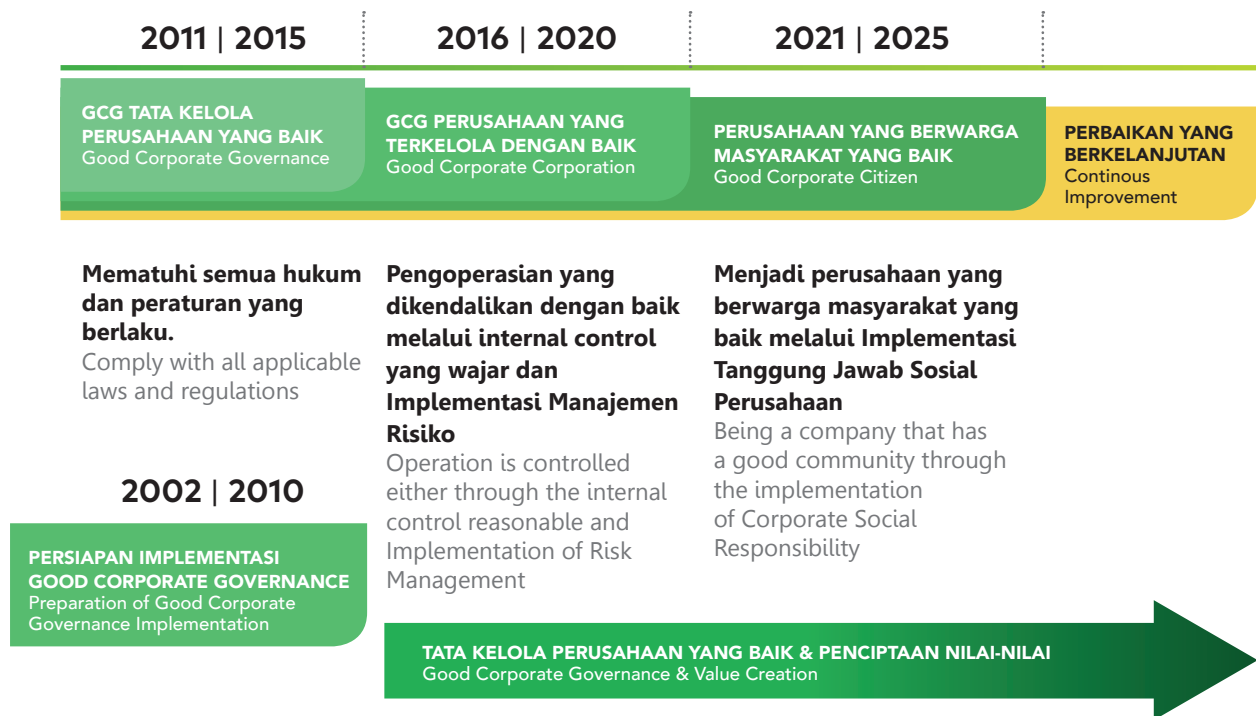 2011 | 2015
2016 | 2020
2021 | 2025
GCG TATA KELOLA
PERUSAHAAN YANG BAIK
Good Corporate Governance
GCG PERUSAHAAN YANG
TERKELOLA DENGAN BAIK
Good Corporate Corporation
PERUSAHAAN YANG BERWARGA
MASYARAKAT YANG BAIK
Good Corporate Citizen
PERBAIKAN YANG
BERKELANJUTAN
Continous
Improvement
Mematuhi semua hukum
dan peraturan yang
berlaku.
Comply with all applicable
laws and regulations
Pengoperasian yang
dikendalikan dengan baik
melalui internal control
yang wajar dan
Implementasi Manajemen
Risiko
Operation is controlled
either through the internal
control reasonable and
Implementation of Risk
Management
Menjadi perusahaan yang
berwarga masyarakat yang
baik melalui Implementasi
Tanggung Jawab Sosial
Perusahaan
Being a company that has
a good community through
the implementation
of Corporate Social
Responsibility
2002 | 2010
PERSIAPAN IMPLEMENTASI
GOOD CORPORATE GOVERNANCE
Preparation of Good Corporate
Governance Implementation
TATA KELOLA PERUSAHAAN YANG BAIK & PENCIPTAAN NILAI-NILAI
Good Corporate Governance & Value Creation